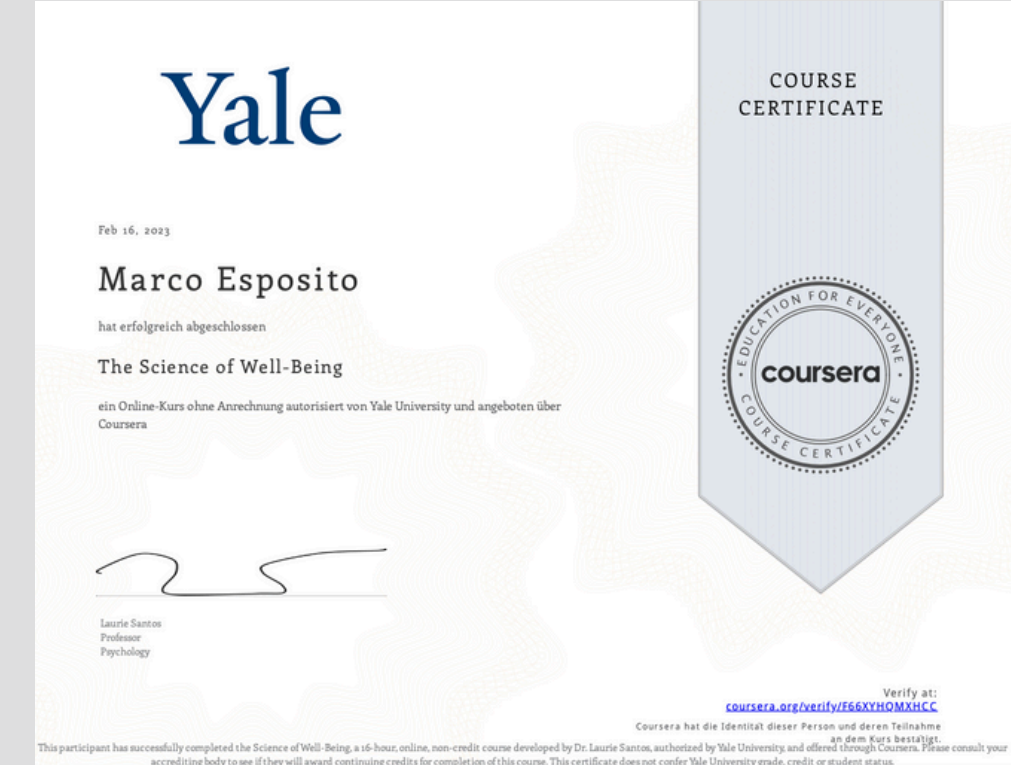 Yale
COURSE
CERTIFICATE
Feb 16, 2023
Marco Esposito
hat erfolgreich abgeschlossen
The Science of Well-Being
ein Online-Kurs ohne Anrechnung autorisiert von Yale University und angeboten über
Coursera
EDUCATION FOR EVERYONE
coursera
COURSE CERTIFICATE
Laurie Santos
Professor
Psychology
Verify at:
coursera.org/verify/F66XYHQMXHCC
Coursera hat die Identität dieser Person und deren Teilnahme
an dem Kurs bestätigt.
This participant has successfully completed the Science of Well-Being, a 16-hour, online, non-credit course developed by Dr. Laurie Santos, authorized by Yale University, and offered through Coursera. Please consult your
accrediting body to see if they will award continuing credits for completion of this course. This certificate does not confer Yale University grade, credit or student status.